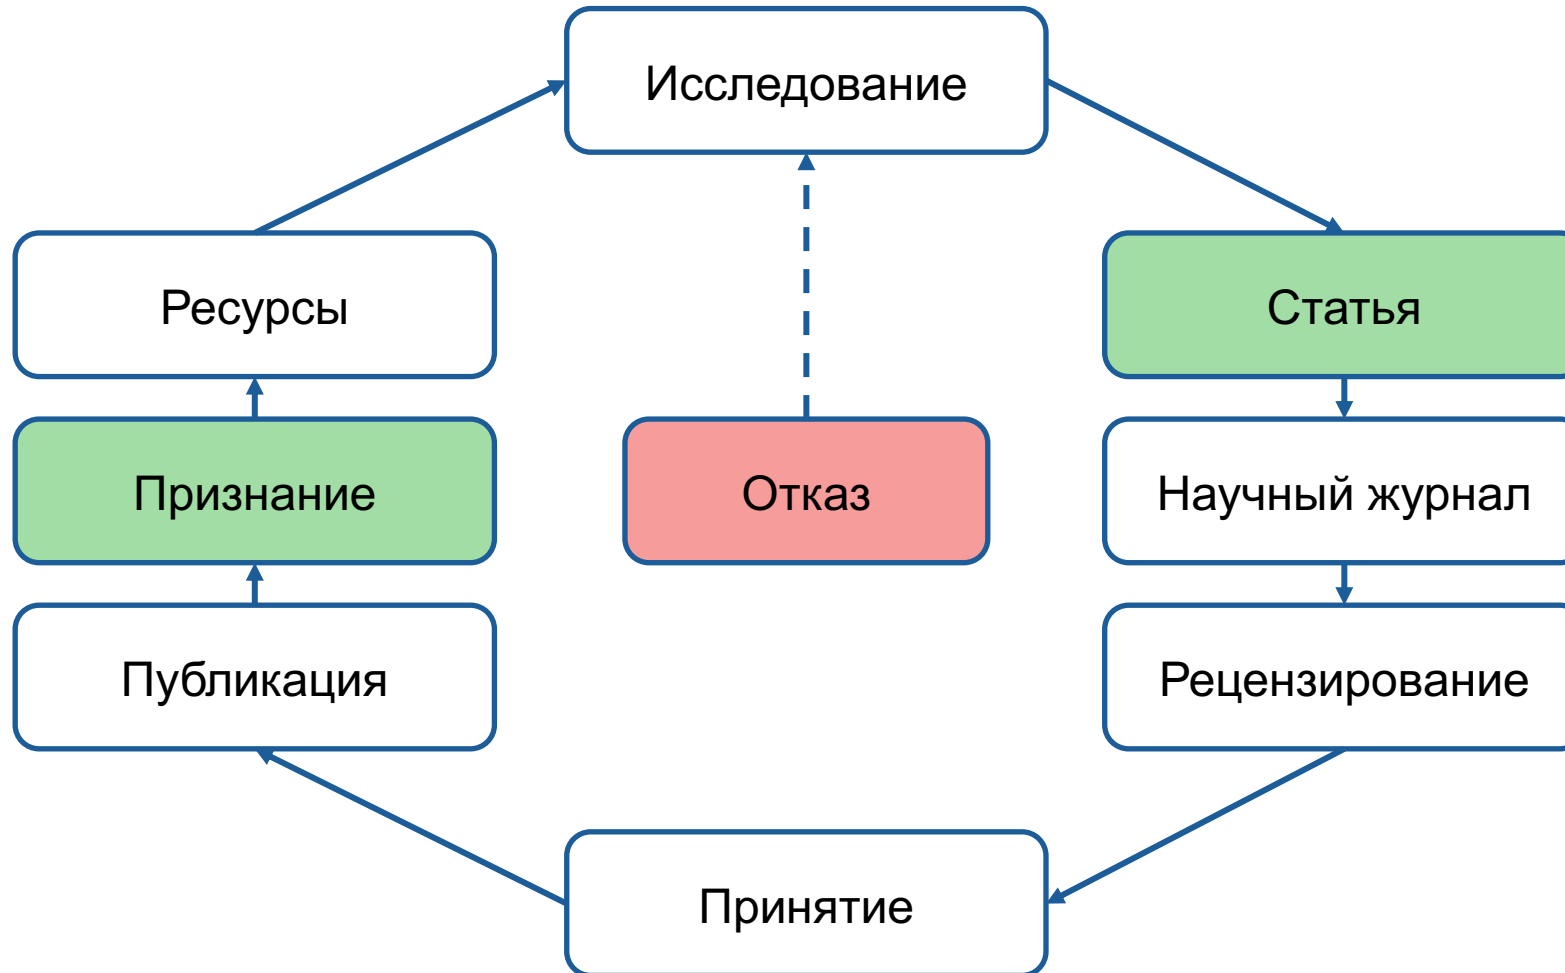 Исследование
Ресурсы
Статья
Признание
Отказ
Научный журнал
Публикация
Рецензирование
Принятие